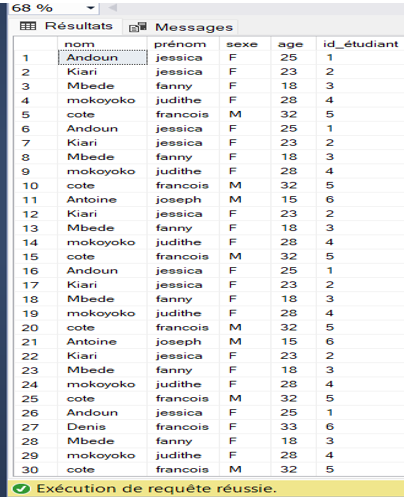 68 %
Résultats Messages
nom prénom sexe age id_étudiant
1 Andoun jessica F 25 1
2 Kiari jessica F 23 2
3 Mbede fanny F 18 3
4 mokoyoko judithe F 28 4
5 cote francois M 32 5
6 Andoun jessica F 25 1
7 Kiari jessica F 23 2
8 Mbede fanny F 18 3
9 mokoyoko judithe F 28 4
10 cote francois M 32 5
11 Antoine joseph M 15 6
12 Kiari jessica F 23 2
13 Mbede fanny F 18 3
14 mokoyoko judithe F 28 4
15 cote francois M 32 5
16 Andoun jessica F 25 1
17 Kiari jessica F 23 2
18 Mbede fanny F 18 3
19 mokoyoko judithe F 28 4
20 cote francois M 32 5
21 Antoine joseph M 15 6
22 Kiari jessica F 23 2
23 Mbede fanny F 18 3
24 mokoyoko judithe F 28 4
25 cote francois M 32 5
26 Andoun jessica F 25 1
27 Denis francois F 33 6
28 Mbede fanny F 18 3
29 mokoyoko judithe F 28 4
30 cote francois M 32 5
Exécution de requête réussie.